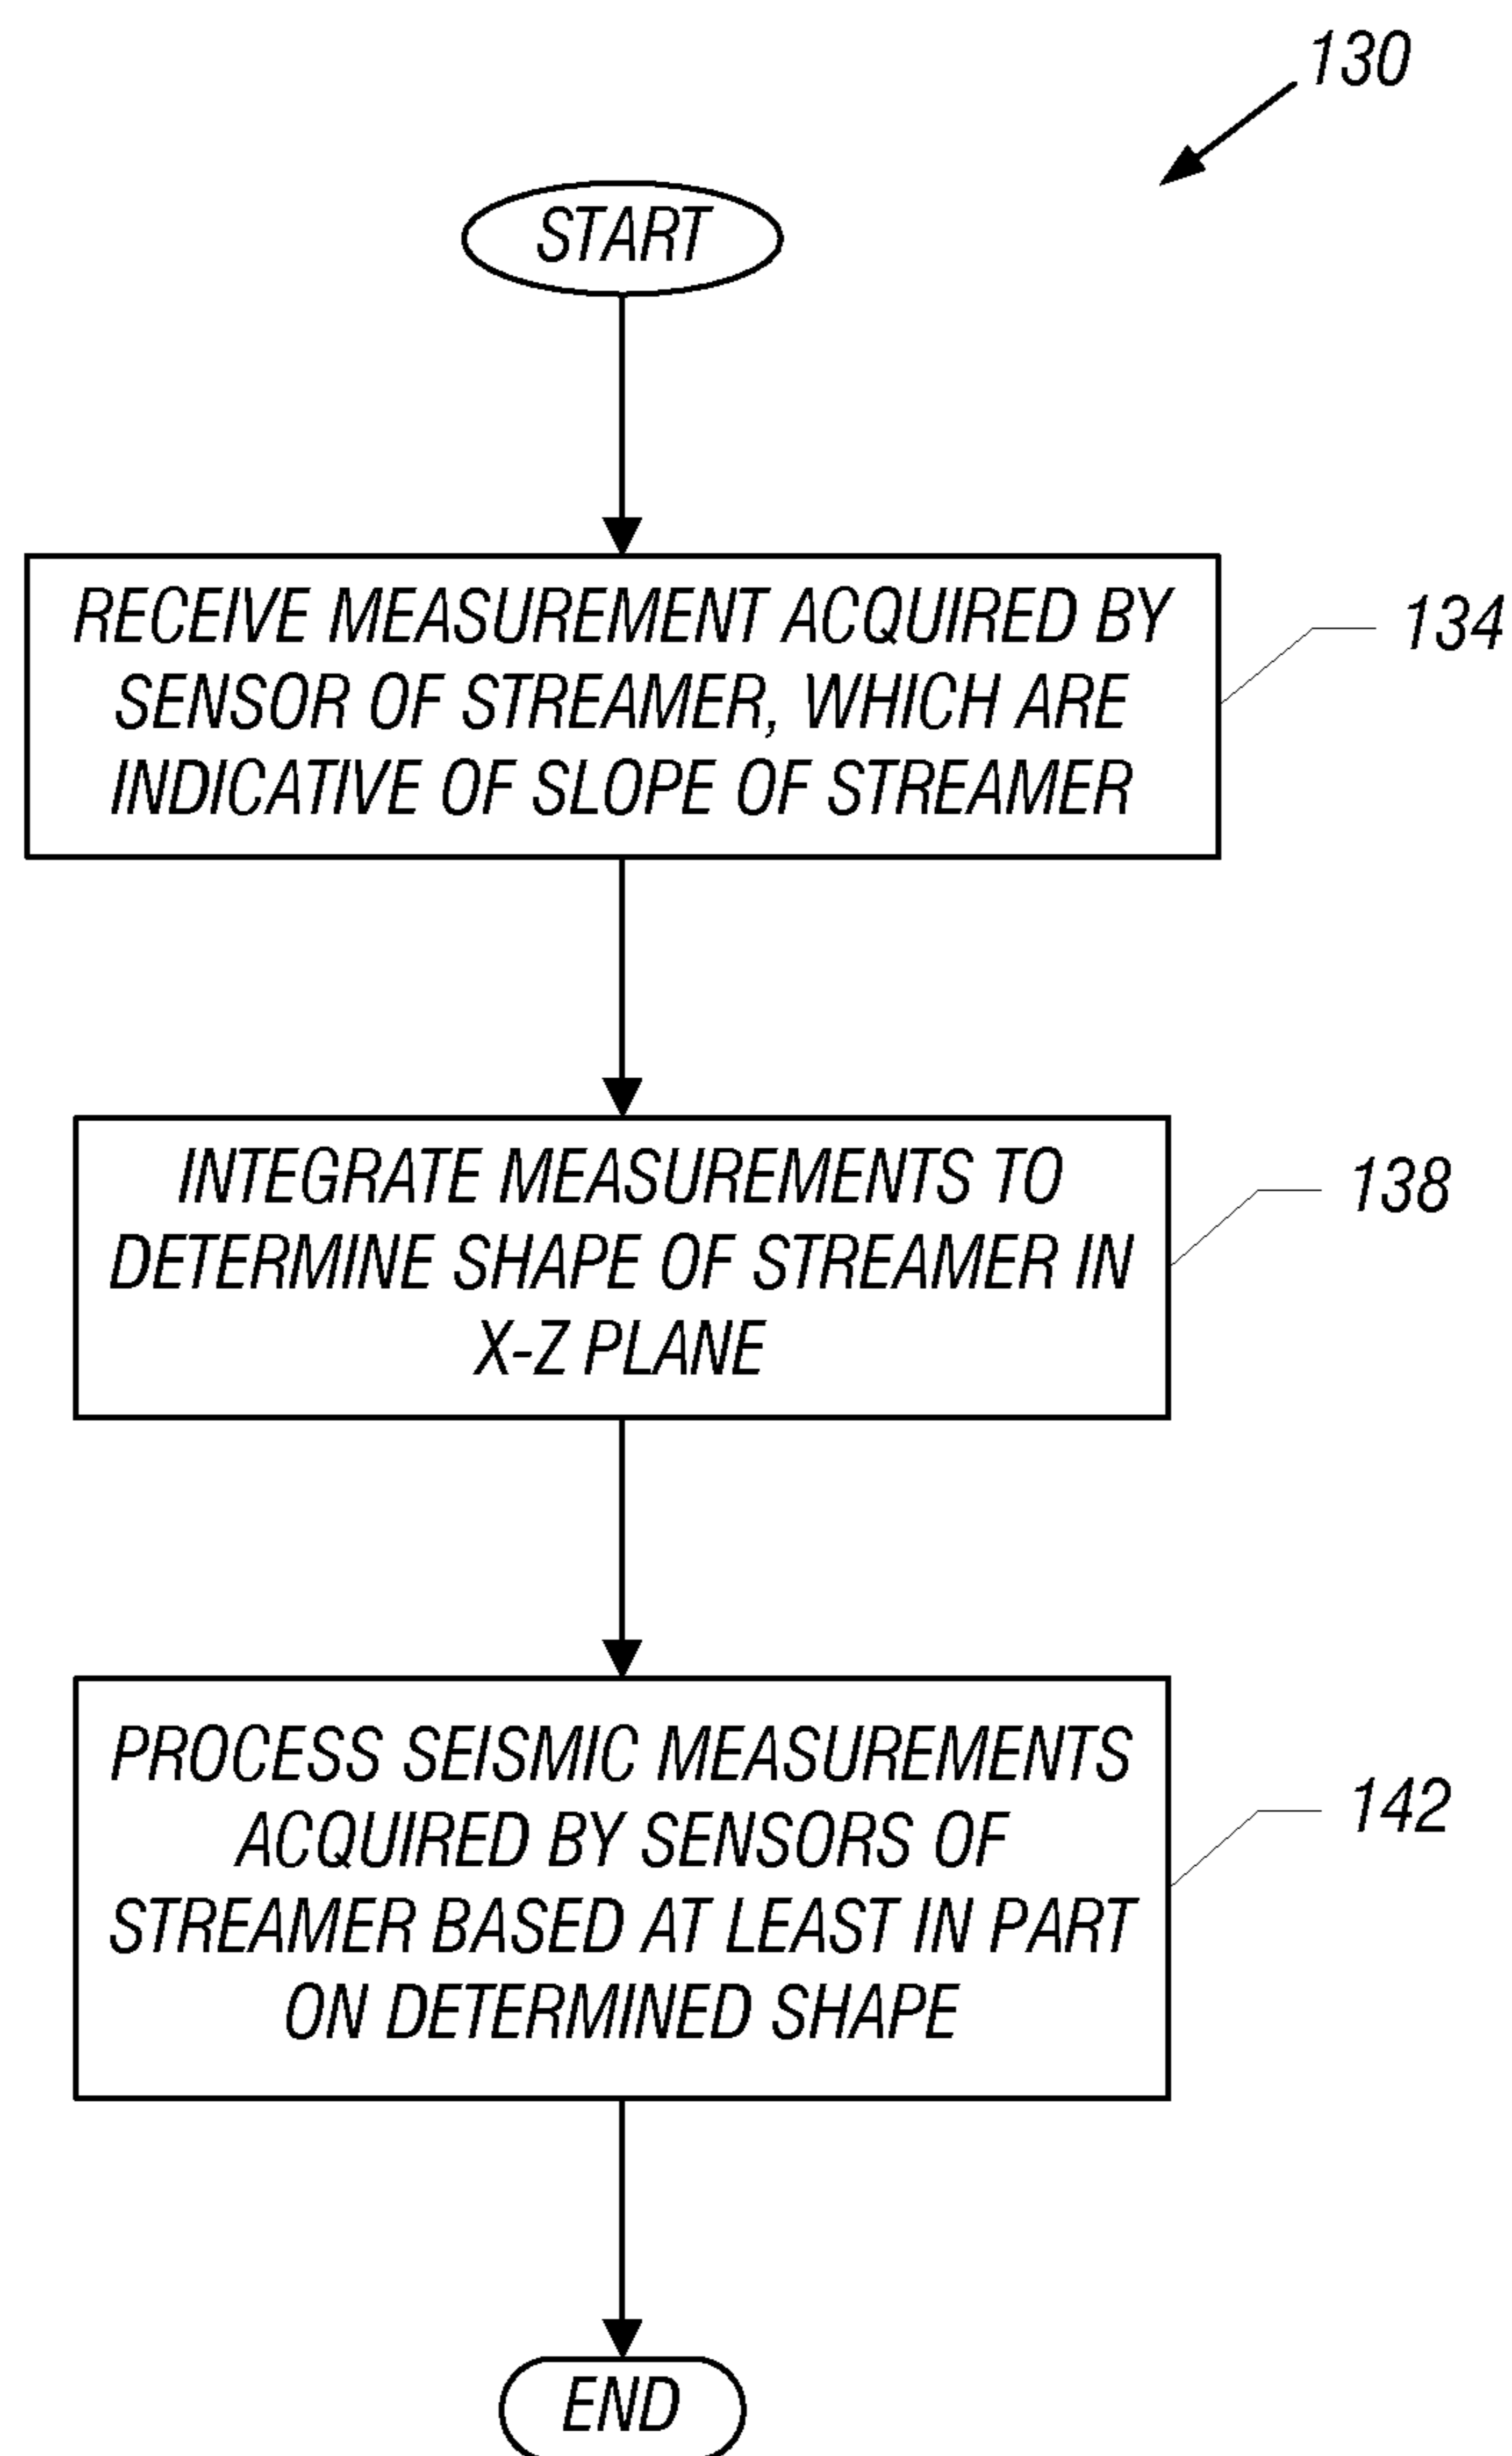 130
START
RECEIVE MEASUREMENT ACQUIRED BY
SENSOR OF STREAMER, WHICH ARE
INDICATIVE OF SLOPE OF STREAMER
134
INTEGRATE MEASUREMENTS TO
DETERMINE SHAPE OF STREAMER IN
X-Z PLANE
138
PROCESS SEISMIC MEASUREMENTS
ACQUIRED BY SENSORS OF
STREAMER BASED AT LEAST IN PART
ON DETERMINED SHAPE
142
END